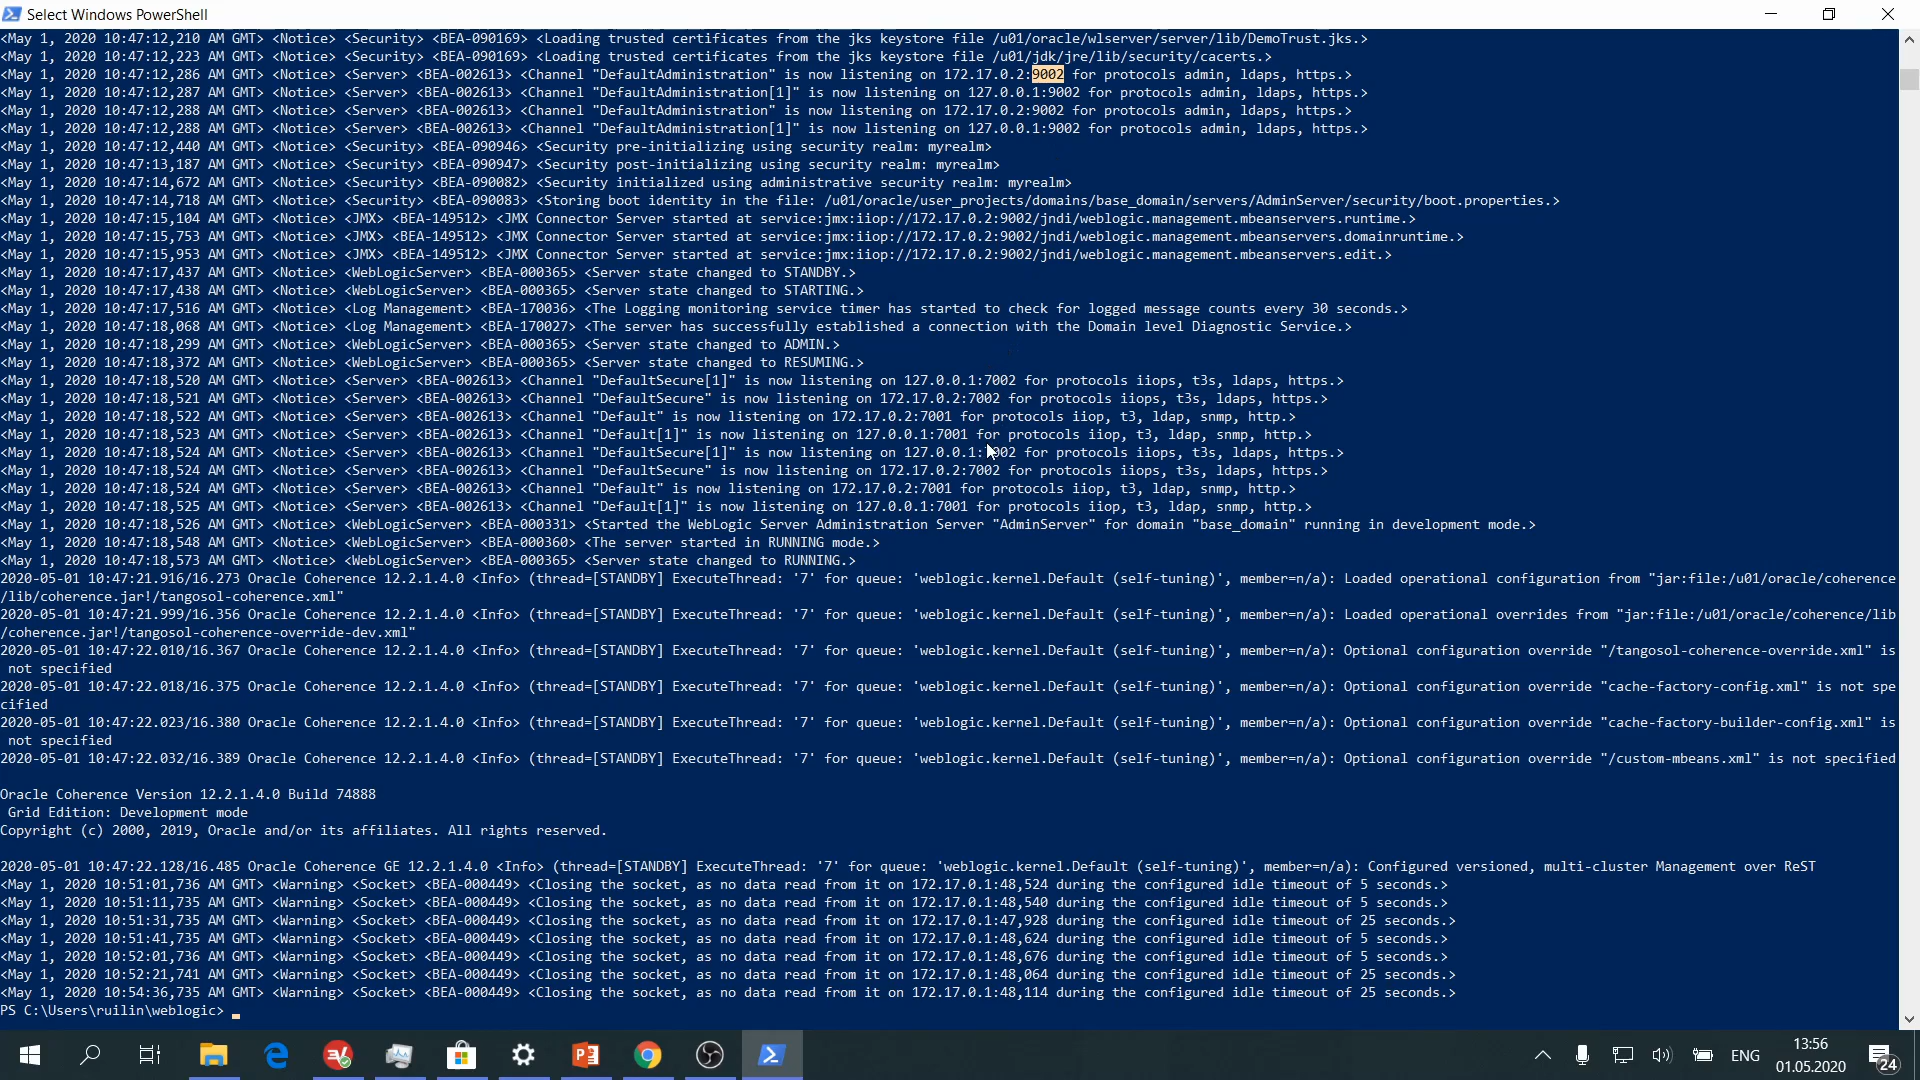 Select Windows PowerShell
<May 1, 2020 10:47:12,210 AM GMT> <Notice> <Security> <BEA-090169> <Loading trusted certificates from the jks keystore file /u01/oracle/wlserver/server/lib/DemoTrust.jks.>
<May 1, 2020 10:47:12,223 AM GMT> <Notice> <Security> <BEA-090169> <Loading trusted certificates from the jks keystore file /u01/jdk/jre/lib/security/cacerts.>
<May 1, 2020 10:47:12,286 AM GMT> <Notice> <Server> <BEA-002613> <Channel "DefaultAdministration" is now listening on 172.17.0.2:9002 for protocols admin, ldaps, https.>
<May 1, 2020 10:47:12,287 AM GMT> <Notice> <Server> <BEA-002613> <Channel "DefaultAdministration[1]" is now listening on 127.0.0.1:9002 for protocols admin, ldaps, https.>
<May 1, 2020 10:47:12,288 AM GMT> <Notice> <Server> <BEA-002613> <Channel "DefaultAdministration" is now listening on 172.17.0.2:9002 for protocols admin, ldaps, https.>
<May 1, 2020 10:47:12,288 AM GMT> <Notice> <Server> <BEA-002613> <Channel "DefaultAdministration[1]" is now listening on 127.0.0.1:9002 for protocols admin, ldaps, https.>
<May 1, 2020 10:47:12,440 AM GMT> <Notice> <Security> <BEA-090946> <Security pre-initializing using security realm: myrealm>
<May 1, 2020 10:47:13,187 AM GMT> <Notice> <Security> <BEA-090947> <Security post-initializing using security realm: myrealm>
<May 1, 2020 10:47:14,672 AM GMT> <Notice> <Security> <BEA-090082> <Security initialized using administrative security realm: myrealm>
<May 1, 2020 10:47:14,718 AM GMT> <Notice> <Security> <BEA-090083> <Storing boot identity in the file: /u01/oracle/user_projects/domains/base_domain/servers/AdminServer/security/boot.properties.>
<May 1, 2020 10:47:15,104 AM GMT> <Notice> <JMX> <BEA-149512> <JMX Connector Server started at service:jmx:iiop://172.17.0.2:9002/jndi/weblogic.management.mbeanservers.runtime.>
<May 1, 2020 10:47:15,753 AM GMT> <Notice> <JMX> <BEA-149512> <JMX Connector Server started at service:jmx:iiop://172.17.0.2:9002/jndi/weblogic.management.mbeanservers.domainruntime.>
<May 1, 2020 10:47:15,953 AM GMT> <Notice> <JMX> <BEA-149512> <JMX Connector Server started at service:jmx:iiop://172.17.0.2:9002/jndi/weblogic.management.mbeanservers.edit.>
<May 1, 2020 10:47:17,437 AM GMT> <Notice> <WebLogicServer> <BEA-000365> <Server state changed to STANDBY.>
<May 1, 2020 10:47:17,438 AM GMT> <Notice> <WebLogicServer> <BEA-000365> <Server state changed to STARTING.>
<May 1, 2020 10:47:17,516 AM GMT> <Notice> <Log Management> <BEA-170036> <The Logging monitoring service timer has started to check for logged message counts every 30 seconds.>
<May 1, 2020 10:47:18,068 AM GMT> <Notice> <Log Management> <BEA-170027> <The server has successfully established a connection with the Domain level Diagnostic Service.>
<May 1, 2020 10:47:18,299 AM GMT> <Notice> <WebLogicServer> <BEA-000365> <Server state changed to ADMIN.>
<May 1, 2020 10:47:18,372 AM GMT> <Notice> <WebLogicServer> <BEA-000365> <Server state changed to RESUMING.>
<May 1, 2020 10:47:18,520 AM GMT> <Notice> <Server> <BEA-002613> <Channel "DefaultSecure[1]" is now listening on 127.0.0.1:7002 for protocols iiops, t3s, ldaps, https.>
<May 1, 2020 10:47:18,521 AM GMT> <Notice> <Server> <BEA-002613> <Channel "DefaultSecure" is now listening on 172.17.0.2:7002 for protocols iiops, t3s, ldaps, https.>
<May 1, 2020 10:47:18,522 AM GMT> <Notice> <Server> <BEA-002613> <Channel "Default" is now listening on 172.17.0.2:7001 for protocols iiop, t3, ldap, snmp, http.>
<May 1, 2020 10:47:18,523 AM GMT> <Notice> <Server> <BEA-002613> <Channel "Default[1]" is now listening on 127.0.0.1:7001 for protocols iiop, t3, ldap, snmp, http.>
<May 1, 2020 10:47:18,524 AM GMT> <Notice> <Server> <BEA-002613> <Channel "DefaultSecure[1]" is now listening on 127.0.0.1:7002 for protocols iiops, t3s, ldaps, https.>
<May 1, 2020 10:47:18,524 AM GMT> <Notice> <Server> <BEA-002613> <Channel "DefaultSecure" is now listening on 172.17.0.2:7002 for protocols iiops, t3s, ldaps, https.>
<May 1, 2020 10:47:18,524 AM GMT> <Notice> <Server> <BEA-002613> <Channel "Default" is now listening on 172.17.0.2:7001 for protocols iiop, t3, ldap, snmp, http.>
<May 1, 2020 10:47:18,525 AM GMT> <Notice> <Server> <BEA-002613> <Channel "Default[1]" is now listening on 127.0.0.1:7001 for protocols iiop, t3, ldap, snmp, http.>
<May 1, 2020 10:47:18,526 AM GMT> <Notice> <WebLogicServer> <BEA-000331> <Started the WebLogic Server Administration Server "AdminServer" for domain "base_domain" running in development mode.>
<May 1, 2020 10:47:18,548 AM GMT> <Notice> <WebLogicServer> <BEA-000360> <The server started in RUNNING mode.>
<May 1, 2020 10:47:18,573 AM GMT> <Notice> <WebLogicServer> <BEA-000365> <Server state changed to RUNNING.>
2020-05-01 10:47:21.916/16.273 Oracle Coherence 12.2.1.4.0 <Info> (thread=[STANDBY] ExecuteThread: '7' for queue: 'weblogic.kernel.Default (self-tuning)', member=n/a): Loaded operational configuration from "jar:file:/u01/oracle/coherence
/lib/coherence.jar!/tangosol-coherence.xml"
2020-05-01 10:47:21.999/16.356 Oracle Coherence 12.2.1.4.0 <Info> (thread=[STANDBY] ExecuteThread: '7' for queue: 'weblogic.kernel.Default (self-tuning)', member=n/a): Loaded operational overrides from "jar:file:/u01/oracle/coherence/lib
/coherence.jar!/tangosol-coherence-override-dev.xml"
2020-05-01 10:47:22.010/16.367 Oracle Coherence 12.2.1.4.0 <Info> (thread=[STANDBY] ExecuteThread: '7' for queue: 'weblogic.kernel.Default (self-tuning)', member=n/a): Optional configuration override "/tangosol-coherence-override.xml" is
not specified
2020-05-01 10:47:22.018/16.375 Oracle Coherence 12.2.1.4.0 <Info> (thread=[STANDBY] ExecuteThread: '7' for queue: 'weblogic.kernel.Default (self-tuning)', member=n/a): Optional configuration override "cache-factory-config.xml" is not spe
cified
2020-05-01 10:47:22.023/16.380 Oracle Coherence 12.2.1.4.0 <Info> (thread=[STANDBY] ExecuteThread: '7' for queue: 'weblogic.kernel.Default (self-tuning)', member=n/a): Optional configuration override "cache-factory-builder-config.xml" is
not specified
2020-05-01 10:47:22.032/16.389 Oracle Coherence 12.2.1.4.0 <Info> (thread=[STANDBY] ExecuteThread: '7' for queue: 'weblogic.kernel.Default (self-tuning)', member=n/a): Optional configuration override "/custom-mbeans.xml" is not specified
Oracle Coherence Version 12.2.1.4.0 Build 74888
Grid Edition: Development mode
Copyright (c) 2000, 2019, Oracle and/or its affiliates. All rights reserved.
2020-05-01 10:47:22.128/16.485 Oracle Coherence GE 12.2.1.4.0 <Info> (thread=[STANDBY] ExecuteThread: '7' for queue: 'weblogic.kernel.Default (self-tuning)', member=n/a): Configured versioned, multi-cluster Management over ReST
<May 1, 2020 10:51:01,736 AM GMT> <Warning> <Socket> <BEA-000449> <Closing the socket, as no data read from it on 172.17.0.1:48,524 during the configured idle timeout of 5 seconds.>
<May 1, 2020 10:51:11,735 AM GMT> <Warning> <Socket> <BEA-000449> <Closing the socket, as no data read from it on 172.17.0.1:48,540 during the configured idle timeout of 5 seconds.>
<May 1, 2020 10:51:31,735 AM GMT> <Warning> <Socket> <BEA-000449> <Closing the socket, as no data read from it on 172.17.0.1:47,928 during the configured idle timeout of 25 seconds.>
<May 1, 2020 10:51:41,735 AM GMT> <Warning> <Socket> <BEA-000449> <Closing the socket, as no data read from it on 172.17.0.1:48,624 during the configured idle timeout of 5 seconds.>
<May 1, 2020 10:52:01,736 AM GMT> <Warning> <Socket> <BEA-000449> <Closing the socket, as no data read from it on 172.17.0.1:48,676 during the configured idle timeout of 5 seconds.>
<May 1, 2020 10:52:21,741 AM GMT> <Warning> <Socket> <BEA-000449> <Closing the socket, as no data read from it on 172.17.0.1:48,064 during the configured idle timeout of 25 seconds.>
<May 1, 2020 10:54:36,735 AM GMT> <Warning> <Socket> <BEA-000449> <Closing the socket, as no data read from it on 172.17.0.1:48,114 during the configured idle timeout of 25 seconds.>
PS C:\Users\ruilin\weblogic>
ENG
13:56
01.05.2020
24